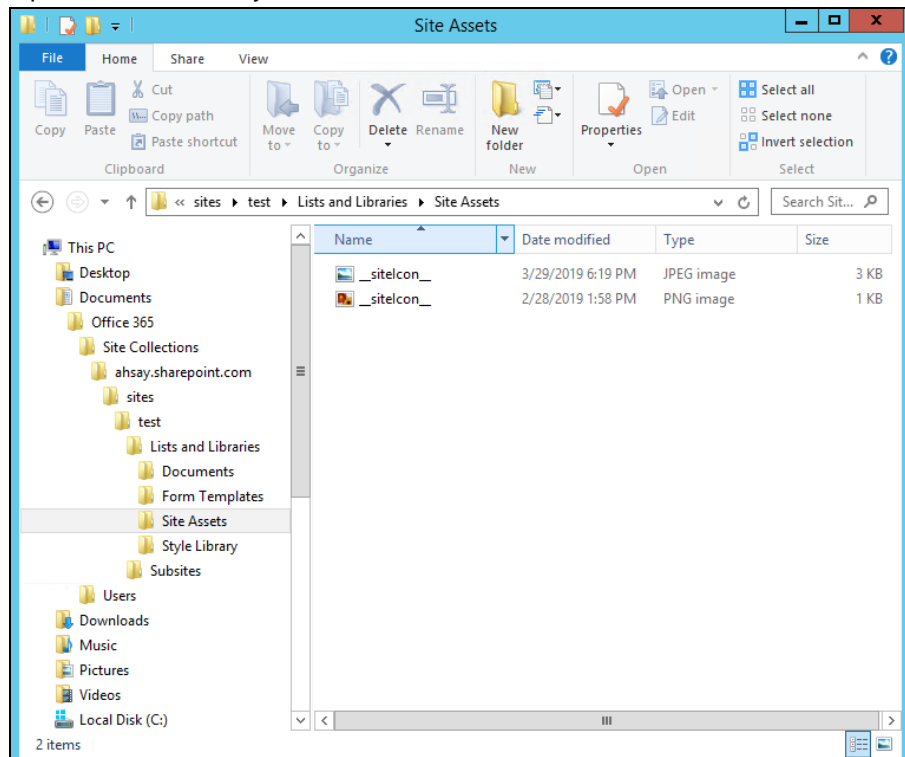 Site Assets
File Home Share View
Cut
Copy path
Paste shortcut
Copy Paste
Clipboard
Move to
Copy to
Delete Rename
Organize
New folder
New
Properties
Open
Edit
Open
Select all
Select none
Invert selection
Select
« sites test Lists and Libraries Site Assets
Search Sit...
Name Date modified Type Size
__siteIcon__ 3/29/2019 6:19 PM JPEG image 3 KB
__siteIcon__ 2/28/2019 1:58 PM PNG image 1 KB
This PC
Desktop
Documents
Office 365
Site Collections
ahsay.sharepoint.com
sites
test
Lists and Libraries
Documents
Form Templates
Site Assets
Style Library
Subsites
Users
Downloads
Music
Pictures
Videos
Local Disk (C:)
2 items